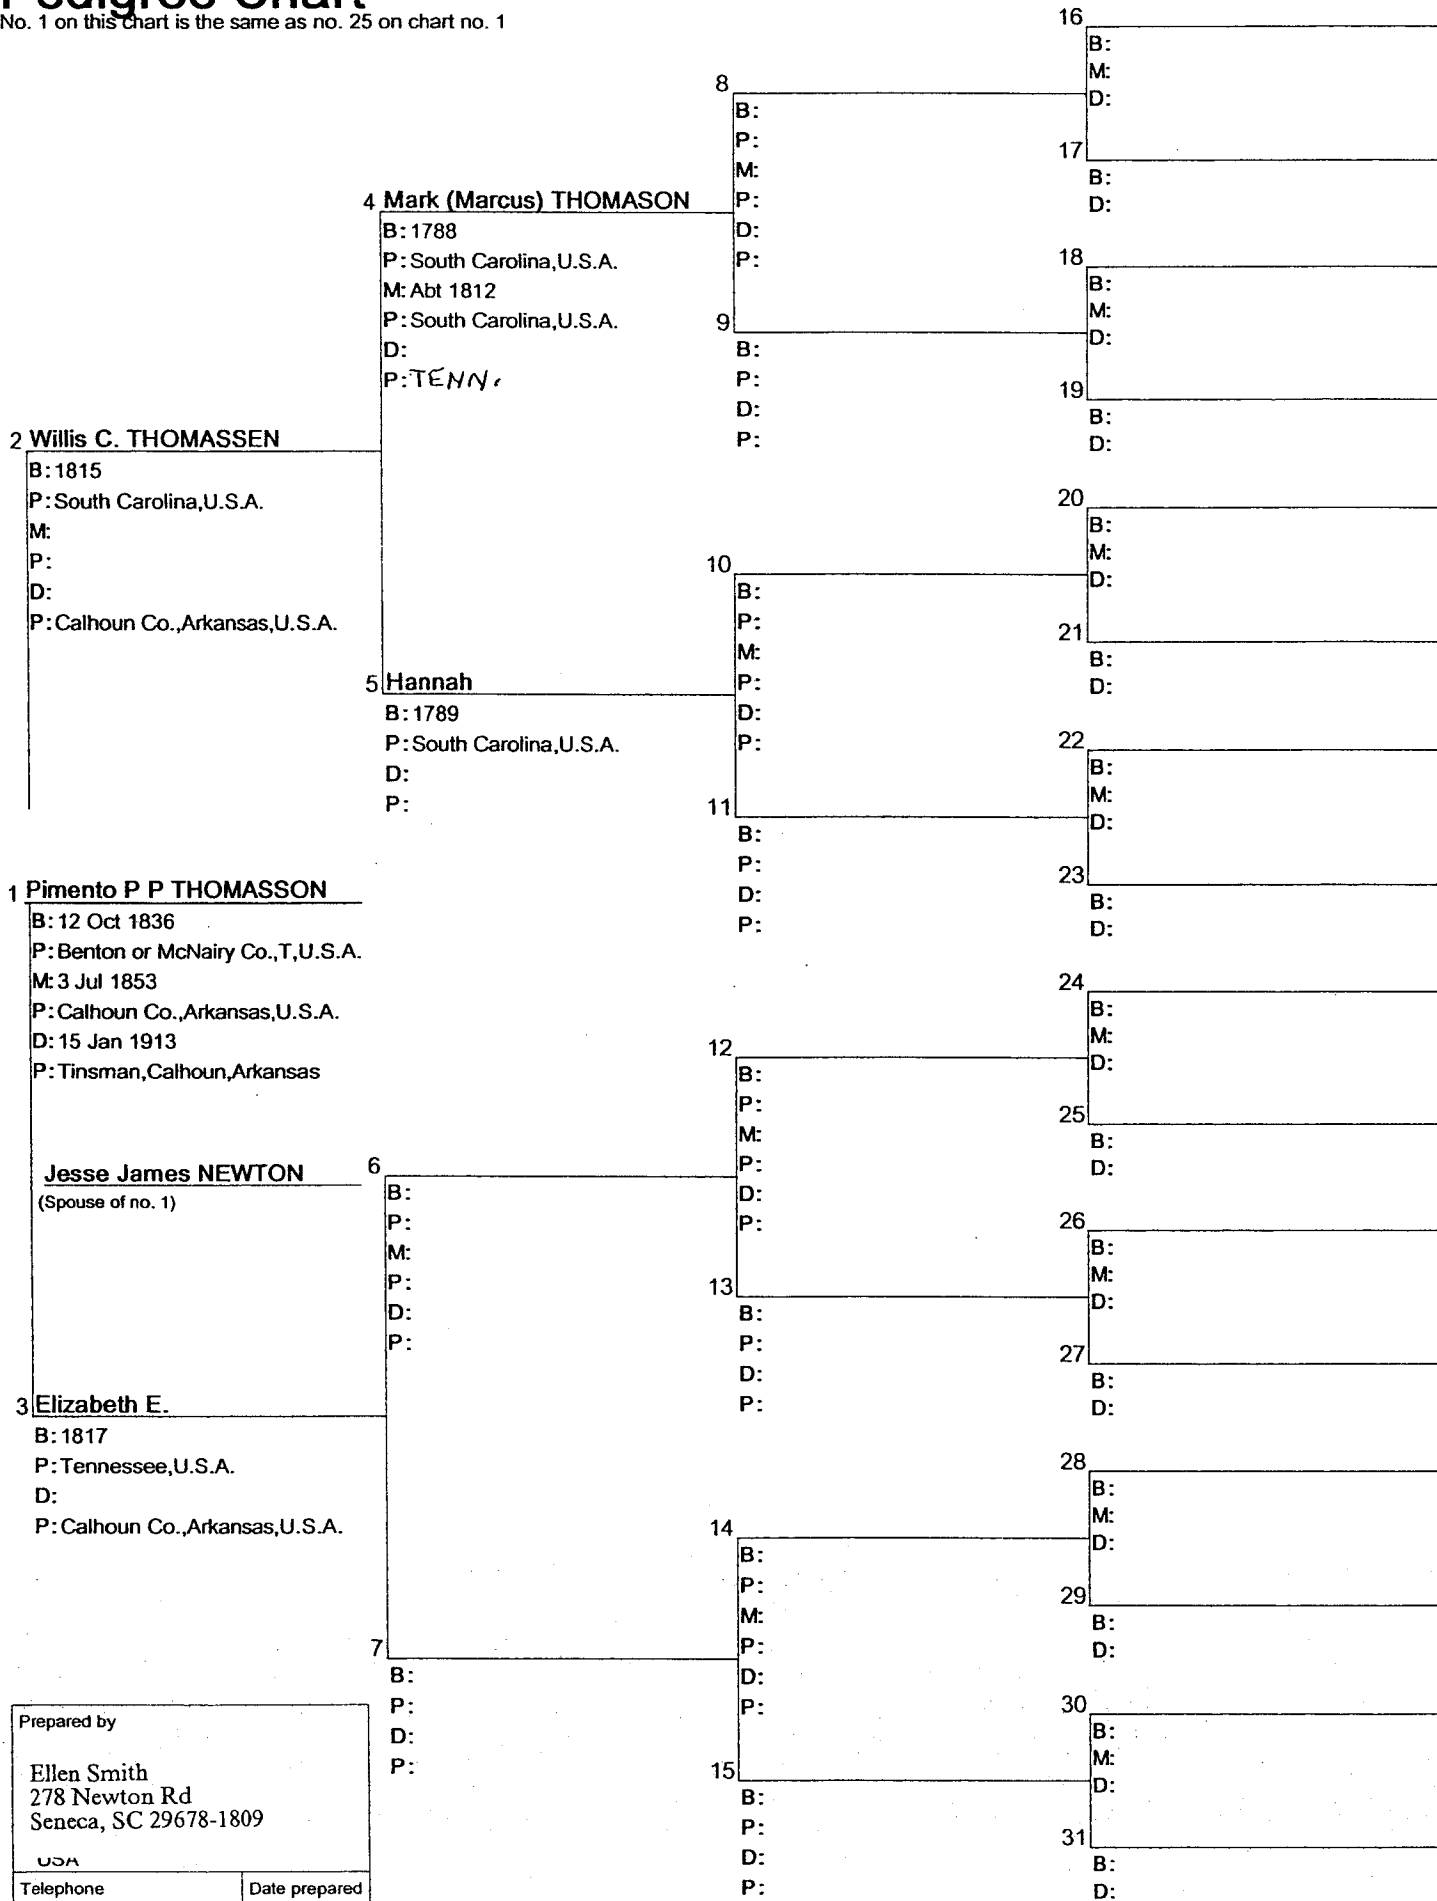 Pedigree Chart
No. 1 on this chart is the same as no. 25 on chart no. 1
2 Willis C. THOMASSEN
B: 1815
P: South Carolina,U.S.A.
M:
P:
D:
P: Calhoun Co.,Arkansas,U.S.A.
1 Pimento P P THOMASSON
B: 12 Oct 1836
P: Benton or McNairy Co.,T,U.S.A.
M: 3 Jul 1853
P: Calhoun Co.,Arkansas,U.S.A.
D: 15 Jan 1913
P: Tinsman,Calhoun,Arkansas
Jesse James NEWTON
(Spouse of no. 1)
3 Elizabeth E.
B: 1817
P: Tennessee,U.S.A.
D:
P: Calhoun Co.,Arkansas,U.S.A.
Prepared by
Ellen Smith
278 Newton Rd
Seneca, SC 29678-1809
USA
Telephone
Date prepared
4 Mark (Marcus) THOMASON
B: 1788
P: South Carolina,U.S.A.
M: Abt 1812
P: South Carolina,U.S.A.
D:
P: TENN.
5 Hannah
B: 1789
P: South Carolina,U.S.A.
D:
P:
6
B:
P:
M:
P:
D:
P:
7
B:
P:
D:
P:
8
B:
P:
M:
P:
D:
P:
9
B:
P:
D:
P:
10
B:
P:
M:
P:
D:
P:
11
B:
P:
D:
P:
12
B:
P:
M:
P:
D:
P:
13
B:
P:
D:
P:
14
B:
P:
M:
P:
D:
P:
15
B:
P:
D:
P:
16
B:
M:
D:
17
B:
D:
18
B:
M:
D:
19
B:
D:
20
B:
M:
D:
21
B:
D:
22
B:
M:
D:
23
B:
D:
24
B:
M:
D:
25
B:
D:
26
B:
M:
D:
27
B:
D:
28
B:
M:
D:
29
B:
D:
30
B:
M:
D:
31
B:
D: